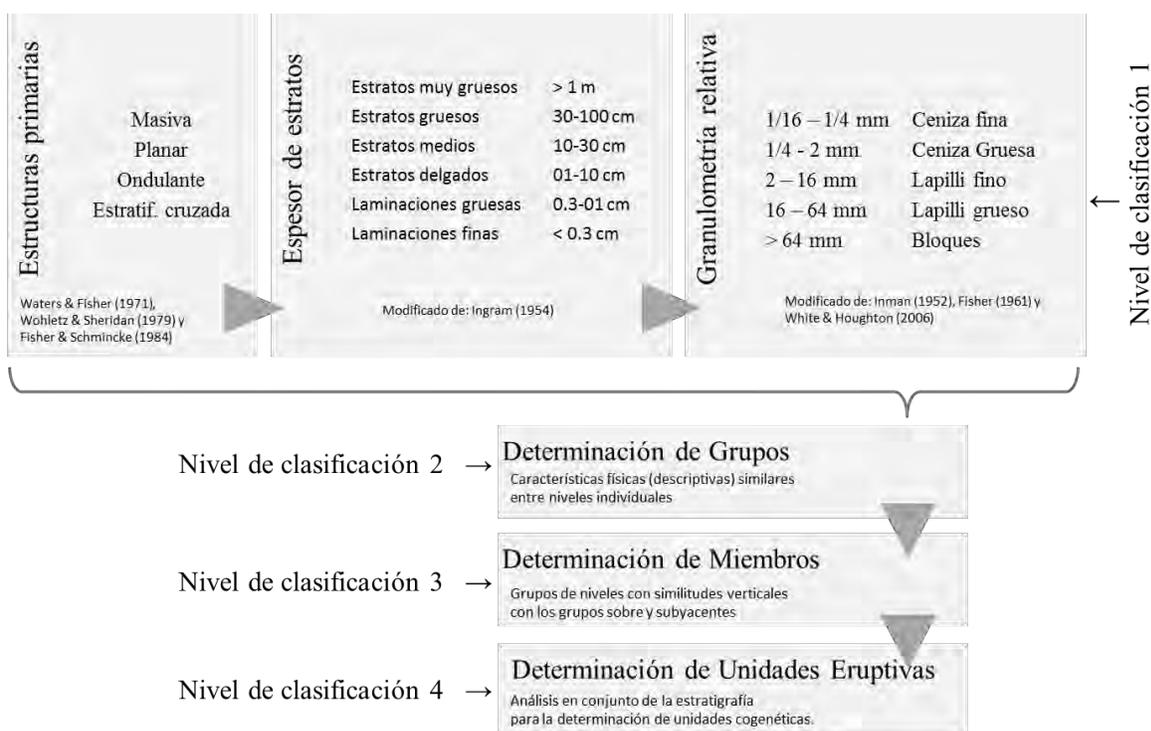 Estructuras primarias
Masiva
Planar
Ondulante
Estratif. cruzada
Waters & Fisher (1971),
Wohletz & Sheridan (1979) y
Fisher & Schmincke (1984)
Espesor de estratos
Estratos muy gruesos > 1 m
Estratos gruesos 30-100 cm
Estratos medios 10-30 cm
Estratos delgados 01-10 cm
Laminaciones gruesas 0.3-01 cm
Laminaciones finas < 0.3 cm
Modificado de: Ingram (1954)
Granulometría relativa
1/16 – 1/4 mm Ceniza fina
1/4 - 2 mm Ceniza Gruesa
2 – 16 mm Lapilli fino
16 – 64 mm Lapilli grueso
> 64 mm Bloques
Modificado de: Inman (1952), Fisher (1961) y
White & Houghton (2006)
Nivel de clasificación 1
Nivel de clasificación 2 →
Determinación de Grupos
Características físicas (descriptivas) similares
entre niveles individuales
Nivel de clasificación 3 →
Determinación de Miembros
Grupos de niveles con similitudes verticales
con los grupos sobre y subyacentes
Nivel de clasificación 4 →
Determinación de Unidades Eruptivas
Análisis en conjunto de la estratigrafía
para la determinación de unidades cogenéticas.